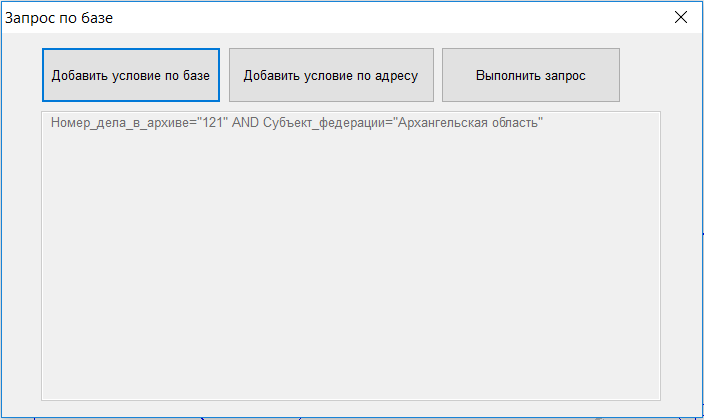 Запрос по базе
Добавить условие по базе
Добавить условие по адресу
Выполнить запрос
Номер_дела_в_архиве="121" AND Субъект_федерации="Архангельская область"